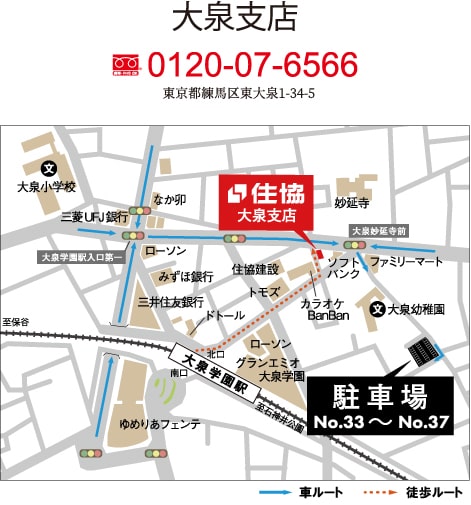 大泉支店
0120-07-6566
東京都練馬区東大泉1-34-5
文
大泉小学校
なか卯
三菱UFJ銀行
住協
大泉支店
妙延寺
大泉妙延寺前
大泉学園駅入口第一
ローソン
みずほ銀行
住協建設
ソフト
バンク
ファミリーマート
三井住友銀行
トモズ
カラオケ
BanBan
文
大泉幼稚園
ドトール
至保谷
北口
大泉学園駅
南口
ローソン
グランエミオ
大泉学園
至石神井公園
駐車場
No.33～No.37
ゆめりあフェンテ
車ルート
徒歩ルート